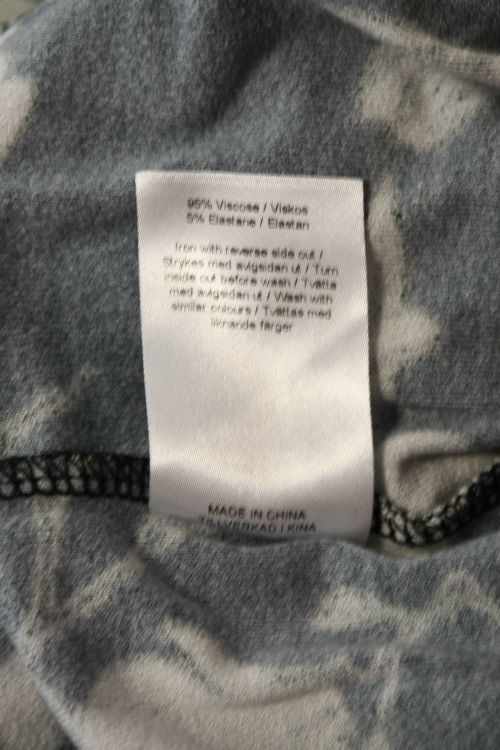 95% Viscose / Viskos
5% Elastane / Elastan
Iron with reverse side out /
Strykes med avigsidan ut / Turn
inside out before wash / Tvätta
med avigsidan ut / Wash with
similar colours / Tvättas med
liknande färger
MADE IN CHINA
TILLVERKAD I KINA